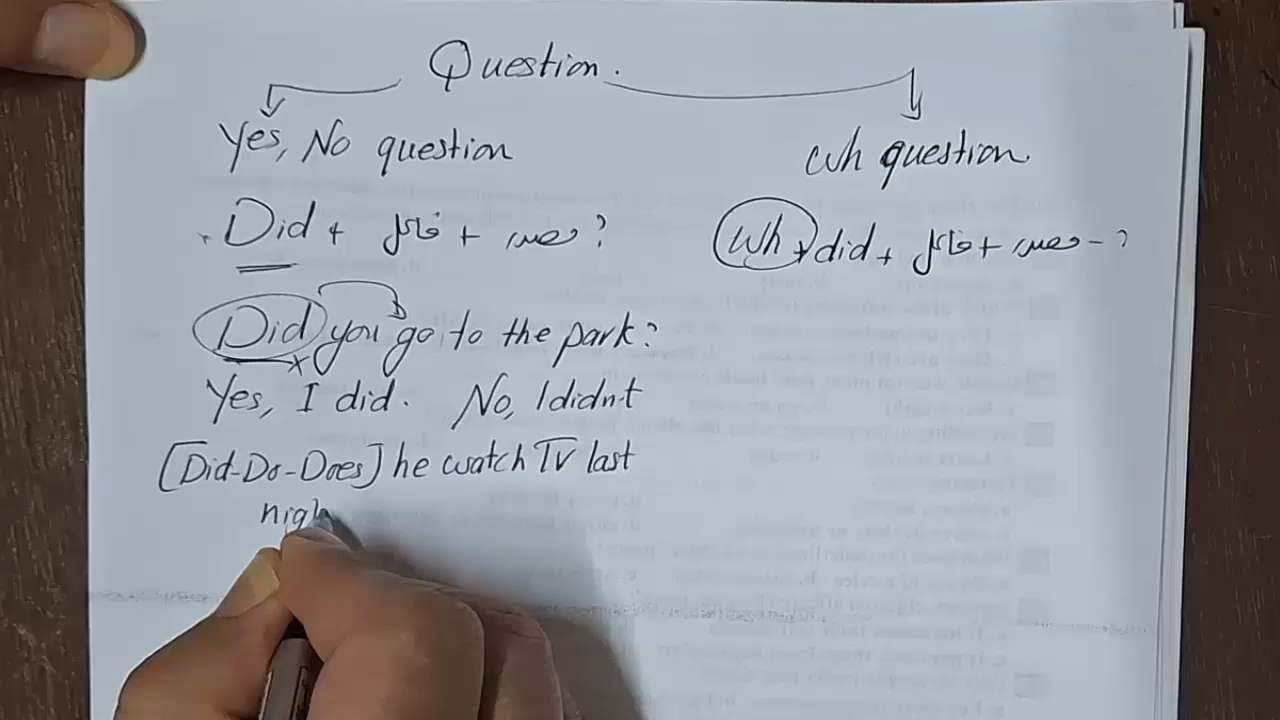 Question.
Yes, No question
Wh question
Did + فاعل + مصدر ?
Wh + did + فاعل + مصدر - ?
Did you go to the park?
Yes, I did. No, I didn't
[Did-Do-Does] he watch TV last
nigh